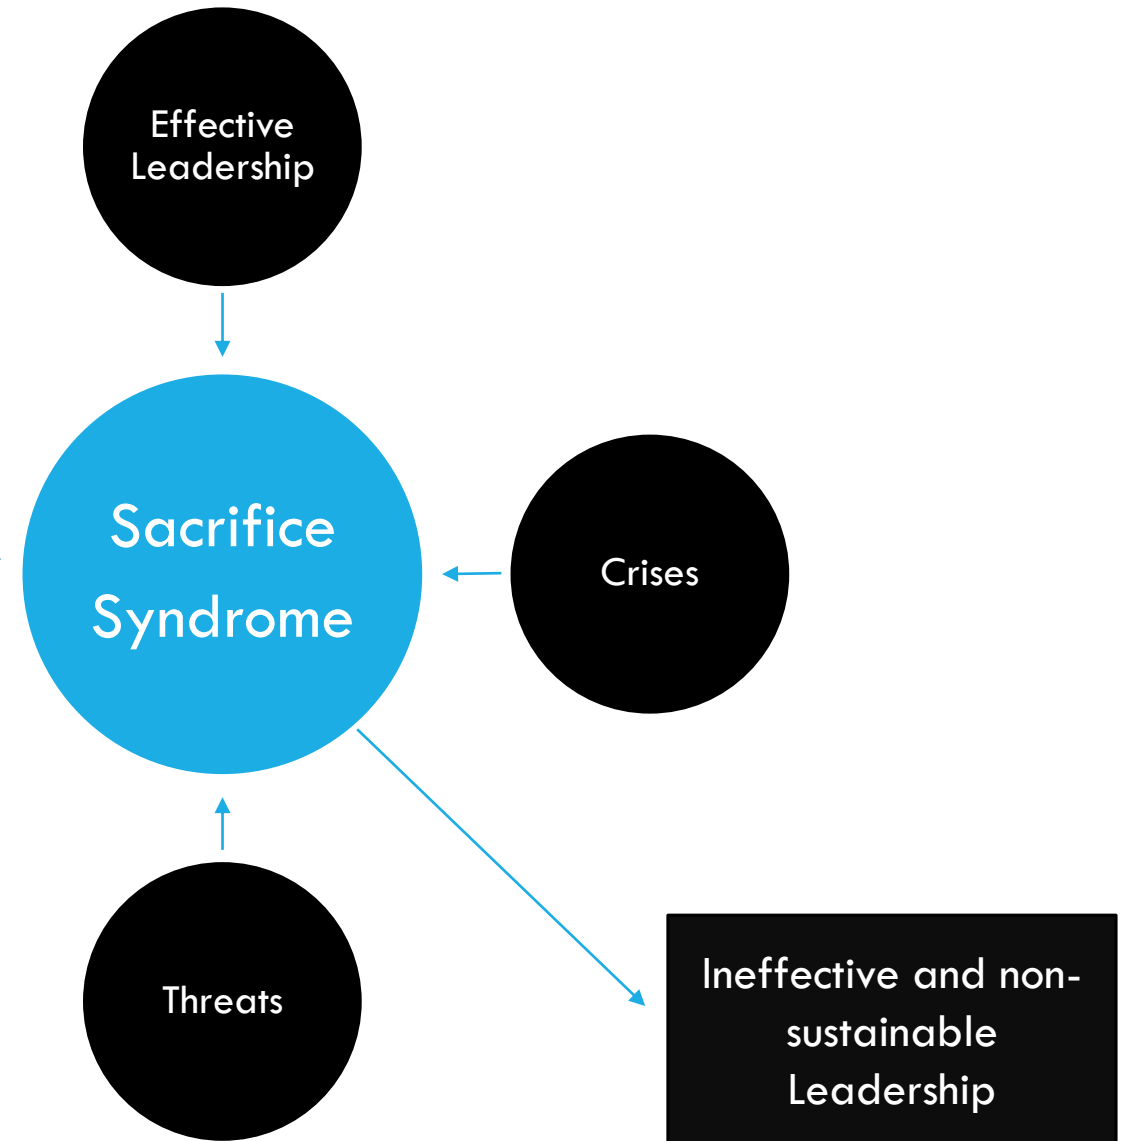 Effective
Leadership
Sacrifice
Syndrome
Crises
Threats
Ineffective and non-
sustainable
Leadership